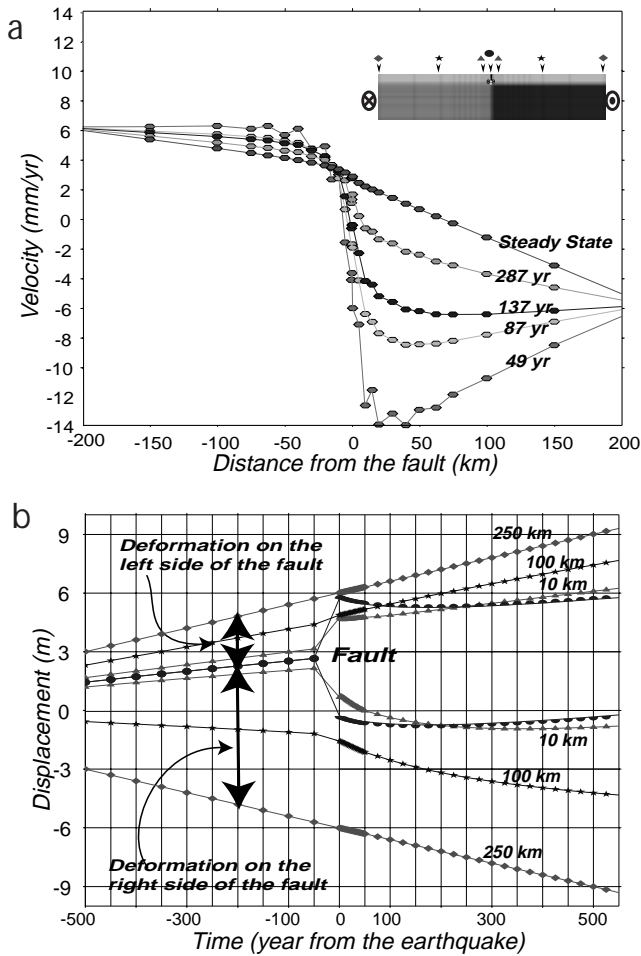 a
14
12
10
8
6
4
2
0
-2
-4
-6
-8
-10
-12
-14
Velocity (mm/yr)
Steady State
287 yr
137 yr
87 yr
49 yr
-200 -150 -100 -50 0 50 100 150 200
Distance from the fault (km)
b
9
6
3
0
-3
-6
-9
Displacement (m)
Deformation on the
left side of the fault
250 km
100 km
10 km
Fault
10 km
100 km
250 km
Deformation on the
right side of the fault
-500 -300 -100 0 100 300 500
Time (year from the earthquake)